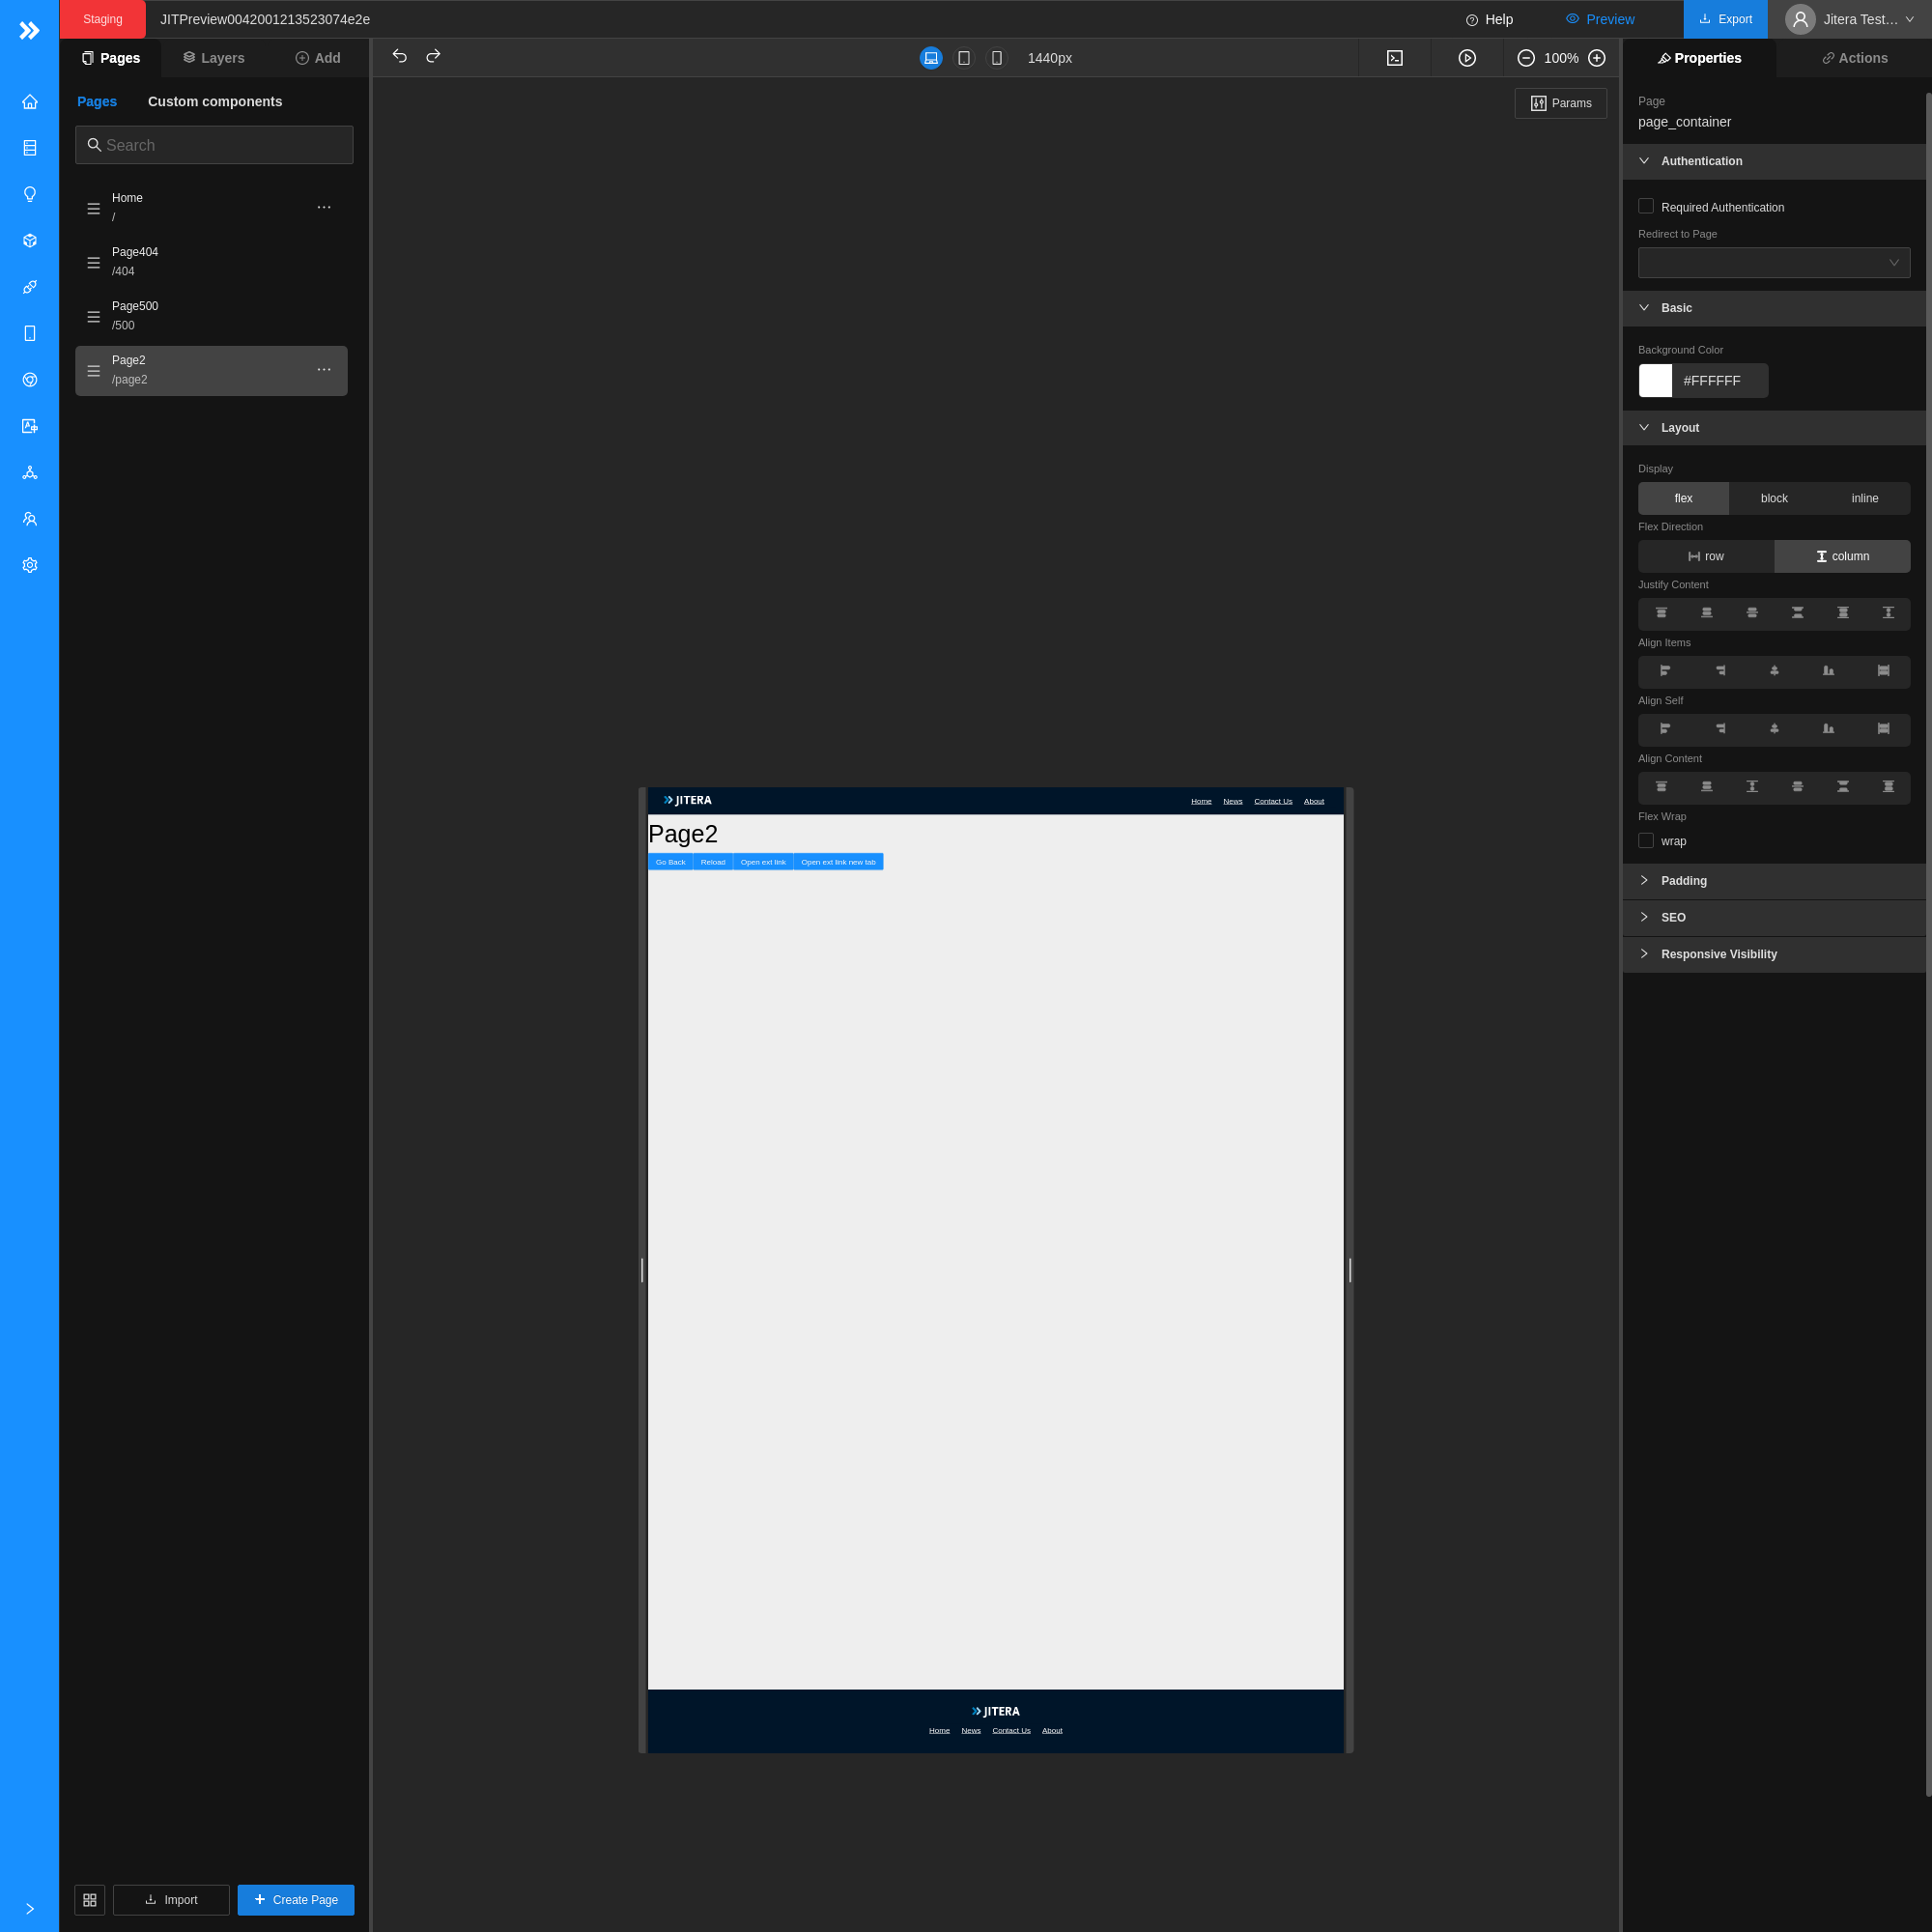 Staging
JITPreview0042001213523074e2e
Help
Preview
Export
Jitera Test...
Pages
Layers
Add
1440px
100%
Properties
Actions
Pages
Custom components
Search
Home
/
Page404
/404
Page500
/500
Page2
/page2
Import
Create Page
Params
JITERA
Home
News
Contact Us
About
Page2
Go Back
Reload
Open ext link
Open ext link new tab
JITERA
Home
News
Contact Us
About
Page
page_container
Authentication
Required Authentication
Redirect to Page
Basic
Background Color
#FFFFFF
Layout
Display
flex
block
inline
Flex Direction
row
column
Justify Content
Align Items
Align Self
Align Content
Flex Wrap
wrap
Padding
SEO
Responsive Visibility